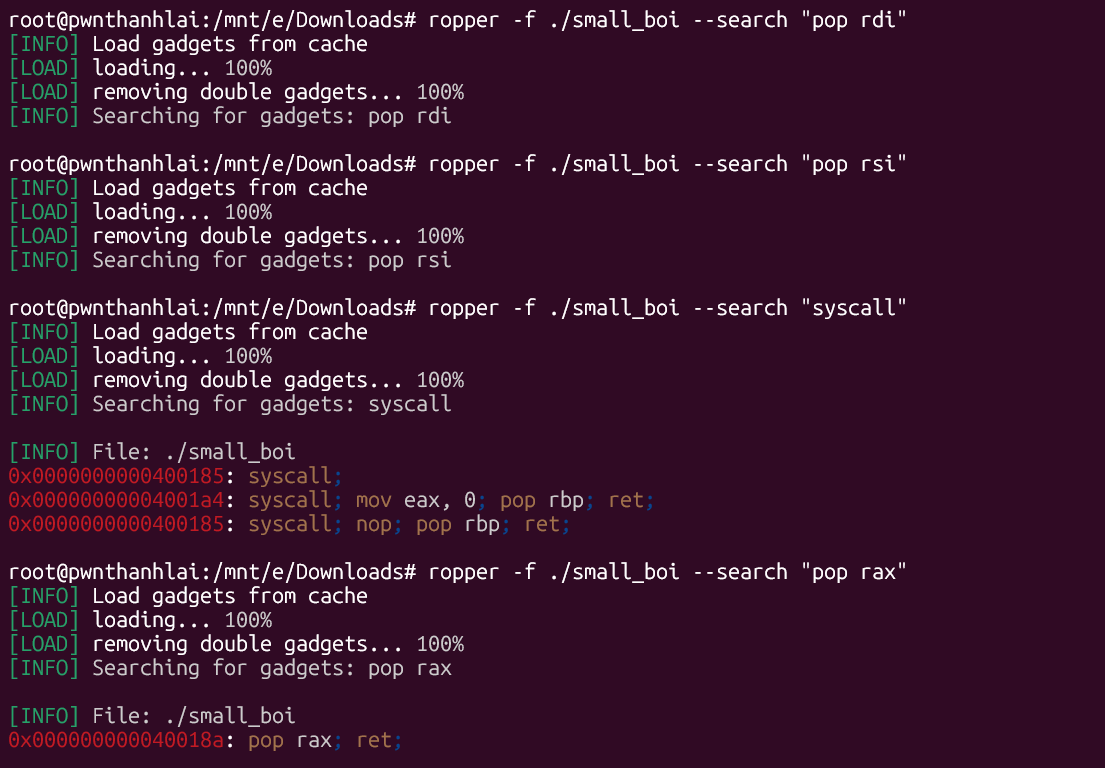 root@pwnthanhlai:/mnt/e/Downloads# ropper -f ./small_boi --search "pop rdi"
[INFO] Load gadgets from cache
[LOAD] loading... 100%
[LOAD] removing double gadgets... 100%
[INFO] Searching for gadgets: pop rdi
root@pwnthanhlai:/mnt/e/Downloads# ropper -f ./small_boi --search "pop rsi"
[INFO] Load gadgets from cache
[LOAD] loading... 100%
[LOAD] removing double gadgets... 100%
[INFO] Searching for gadgets: pop rsi
root@pwnthanhlai:/mnt/e/Downloads# ropper -f ./small_boi --search "syscall"
[INFO] Load gadgets from cache
[LOAD] loading... 100%
[LOAD] removing double gadgets... 100%
[INFO] Searching for gadgets: syscall
[INFO] File: ./small_boi
0x0000000000400185: syscall;
0x00000000004001a4: syscall; mov eax, 0; pop rbp; ret;
0x0000000000400185: syscall; nop; pop rbp; ret;
root@pwnthanhlai:/mnt/e/Downloads# ropper -f ./small_boi --search "pop rax"
[INFO] Load gadgets from cache
[LOAD] loading... 100%
[LOAD] removing double gadgets... 100%
[INFO] Searching for gadgets: pop rax
[INFO] File: ./small_boi
0x000000000040018a: pop rax; ret;